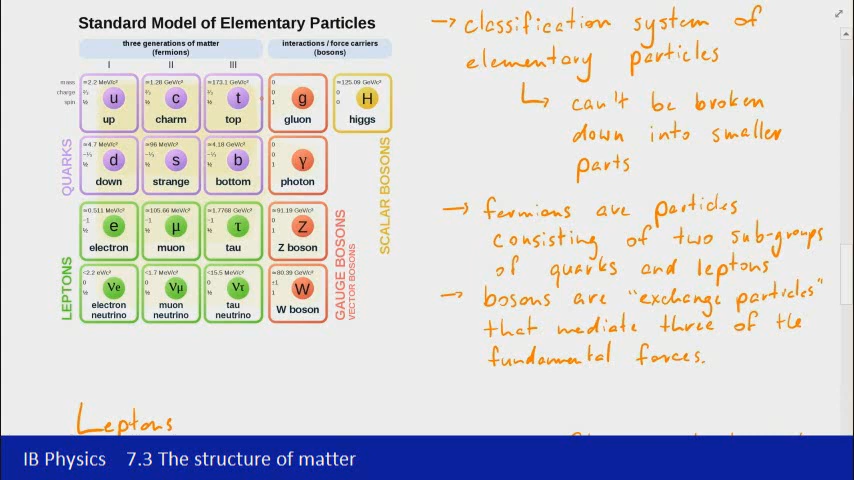 Standard Model of Elementary Particles
three generations of matter
(fermions)
interactions / force carriers
(bosons)
I II III
mass ≃2.2 MeV/c² ≃1.28 GeV/c² ≃173.1 GeV/c² 0 ≃125.09 GeV/c²
charge ⅔ ⅔ ⅔ 0 0
spin ½ ½ ½ 1 0
u c t g H
up charm top gluon higgs
≃4.7 MeV/c² ≃96 MeV/c² ≃4.18 GeV/c² 0
−⅓ −⅓ −⅓ 0
½ ½ ½ 1
d s b γ
down strange bottom photon
≃0.511 MeV/c² ≃105.66 MeV/c² ≃1.7768 GeV/c² ≃91.19 GeV/c²
−1 −1 −1 0
½ ½ ½ 1
e μ τ Z
electron muon tau Z boson
<2.2 eV/c² <1.7 MeV/c² <15.5 MeV/c² ≃80.39 GeV/c²
0 0 0 ±1
½ ½ ½ 1
νe νμ ντ W
electron neutrino muon neutrino tau neutrino W boson
QUARKS
LEPTONS
GAUGE BOSONS
VECTOR BOSONS
SCALAR BOSONS
→ classification system of
elementary particles
↳ can't be broken
down into smaller
parts
→ fermions are particles
consisting of two sub-groups
of quarks and leptons
→ bosons are "exchange particles"
that mediate three of the
fundamental forces.
Leptons
IB Physics 7.3 The structure of matter